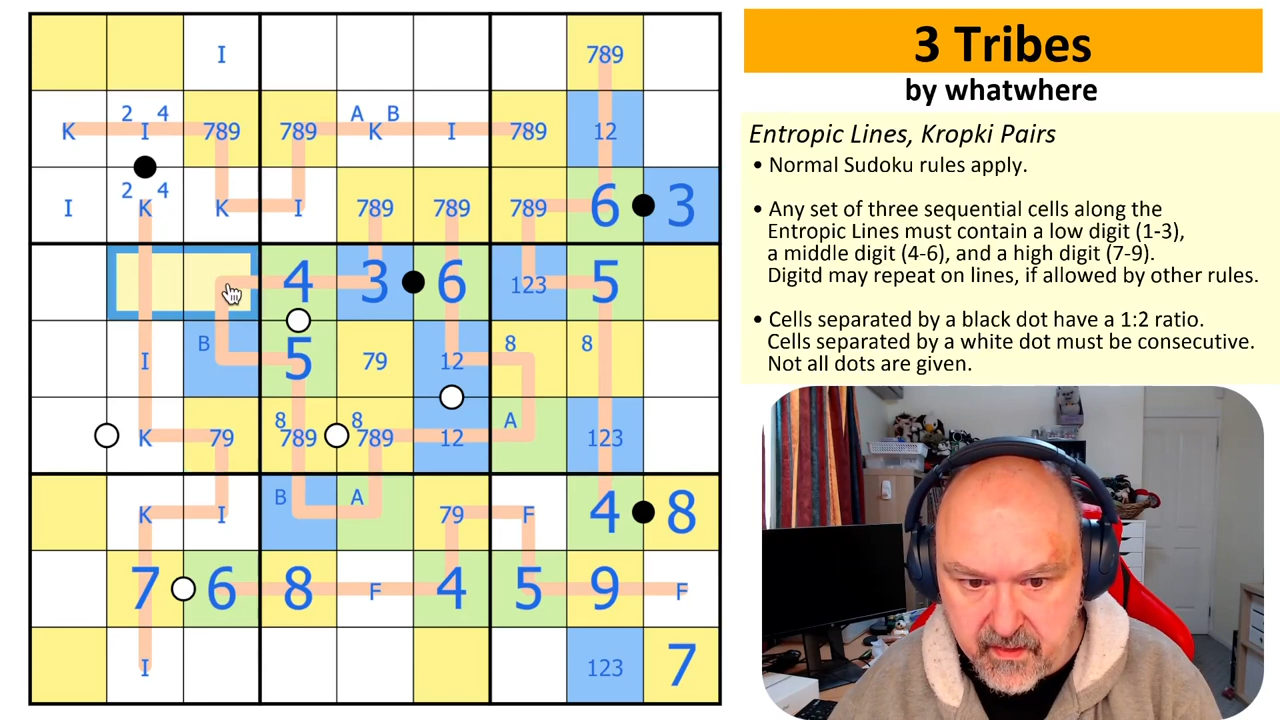 3 Tribes
by whatwhere
Entropic Lines, Kropki Pairs
• Normal Sudoku rules apply.
• Any set of three sequential cells along the
Entropic Lines must contain a low digit (1-3),
a middle digit (4-6), and a high digit (7-9).
Digitd may repeat on lines, if allowed by other rules.
• Cells separated by a black dot have a 1:2 ratio.
Cells separated by a white dot must be consecutive.
Not all dots are given.
I 789
2 4 A B
K I 789 789 K I 789 12
2 4
I K K I 789 789 789 6 3
4 3 6 123 5
B 8 8
I 5 79 12
8 8 A
K 79 789 789 12 123
B A
K I 79 F 4 8
7 6 8 F 4 5 9 F
I 123 7